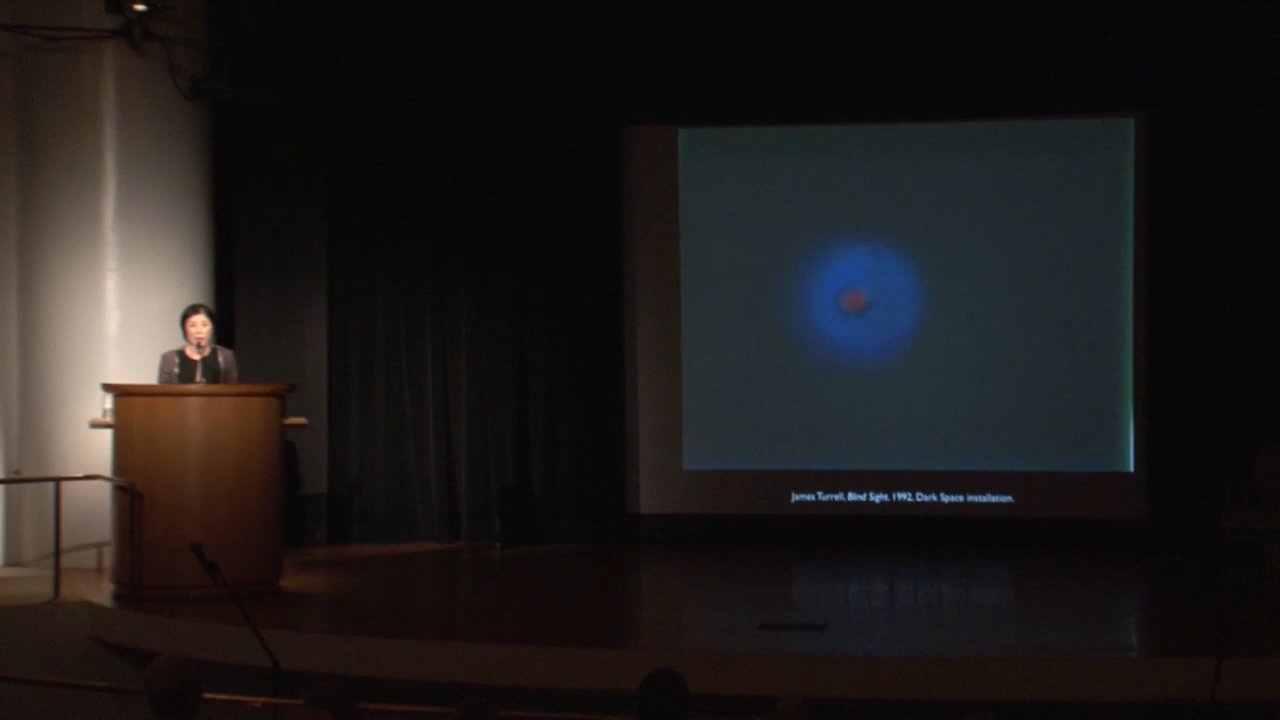 James Turrell, Blind Sight, 1992, Dark Space installation.